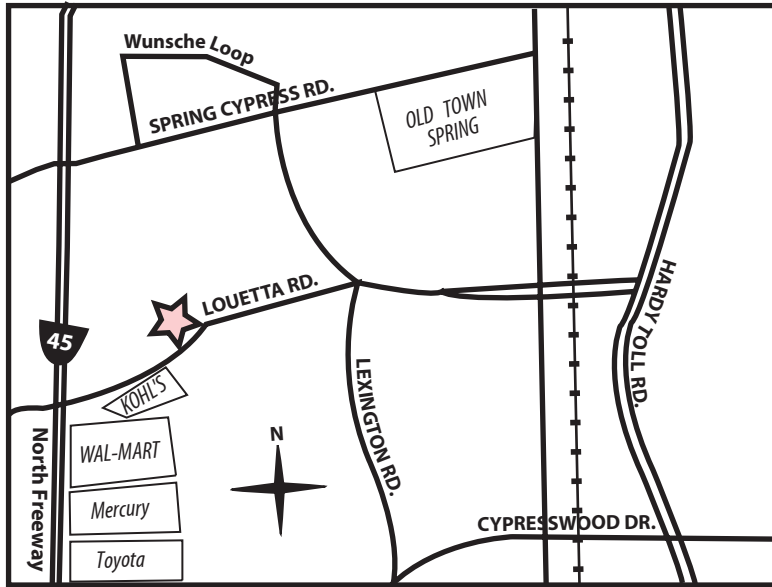 Wunsche Loop
SPRING CYPRESS RD.
OLD TOWN
SPRING
LOUETTA RD.
HARDY TOLL RD.
45
KOHL'S
LEXINGTON RD.
North Freeway
WAL-MART
N
Mercury
CYPRESSWOOD DR.
Toyota